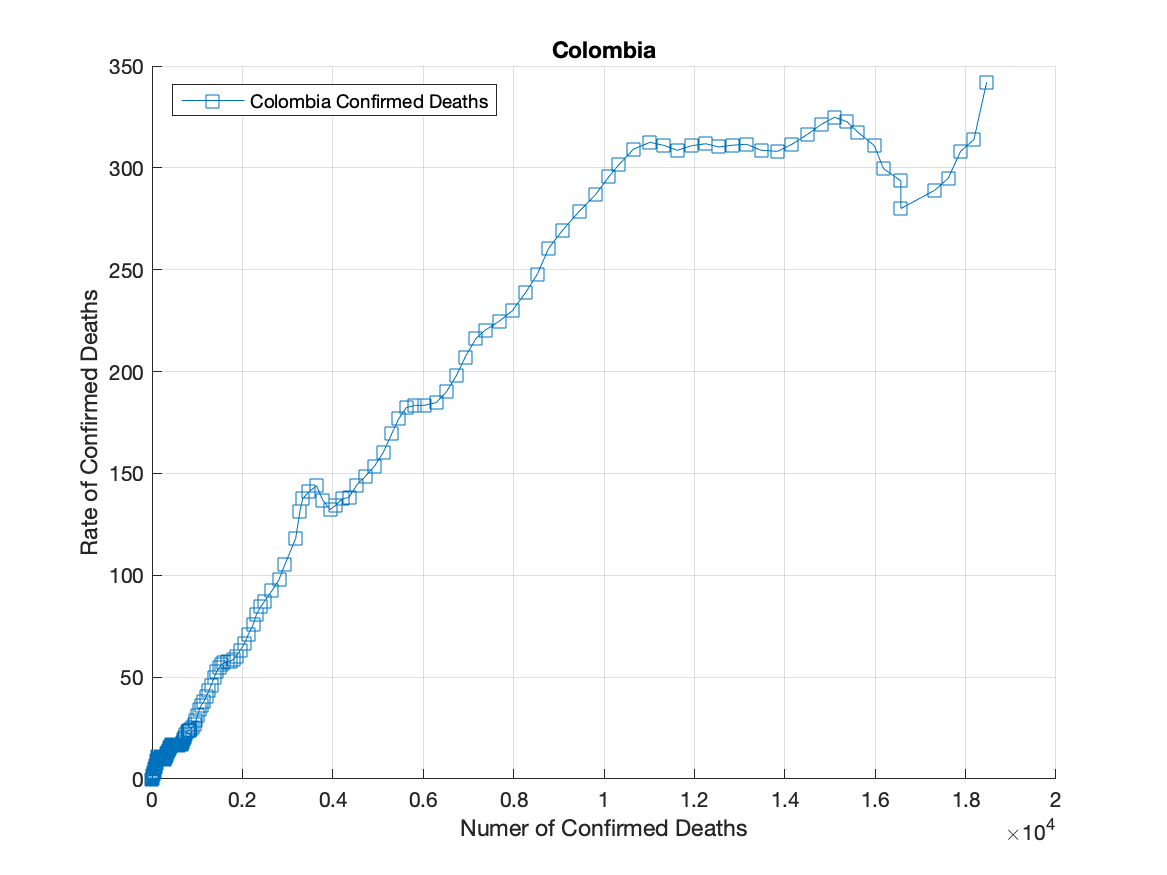 Colombia
Colombia Confirmed Deaths
350
300
250
200
150
100
50
0
Rate of Confirmed Deaths
0 0.2 0.4 0.6 0.8 1 1.2 1.4 1.6 1.8 2
×10^4
Numer of Confirmed Deaths